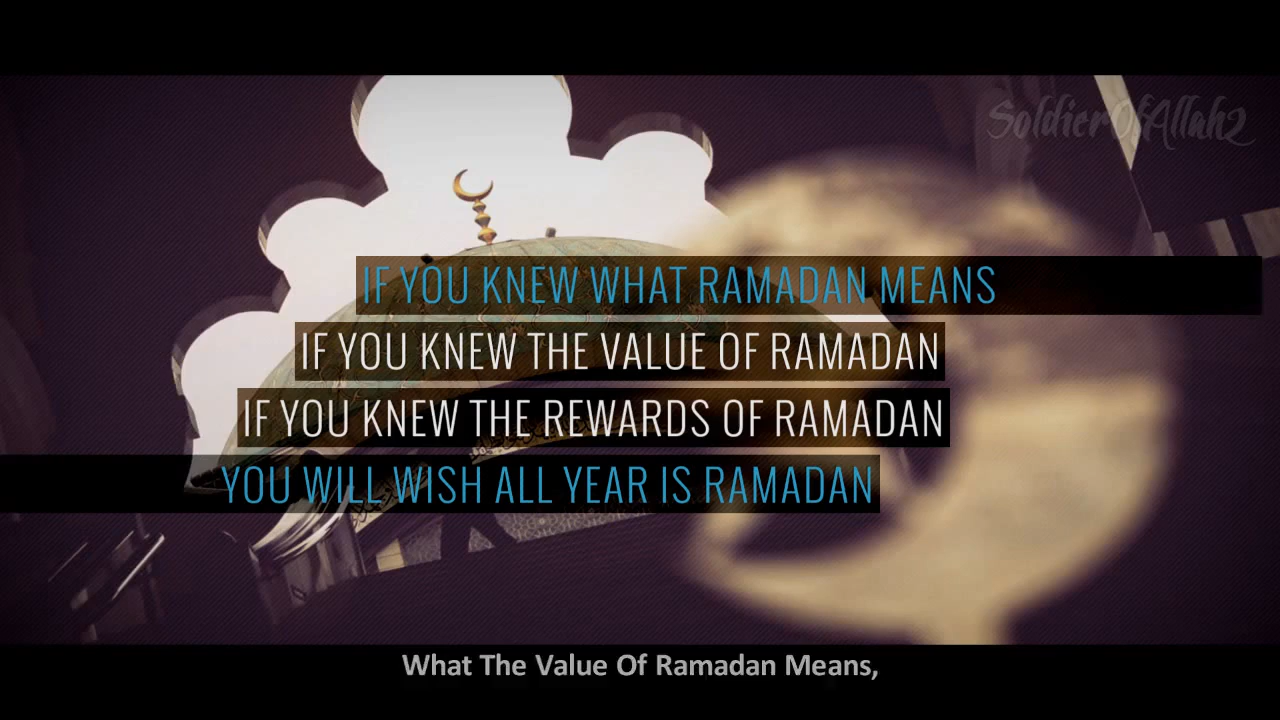 SoldierOfAllah2
IF YOU KNEW WHAT RAMADAN MEANS
IF YOU KNEW THE VALUE OF RAMADAN
IF YOU KNEW THE REWARDS OF RAMADAN
YOU WILL WISH ALL YEAR IS RAMADAN
What The Value Of Ramadan Means,